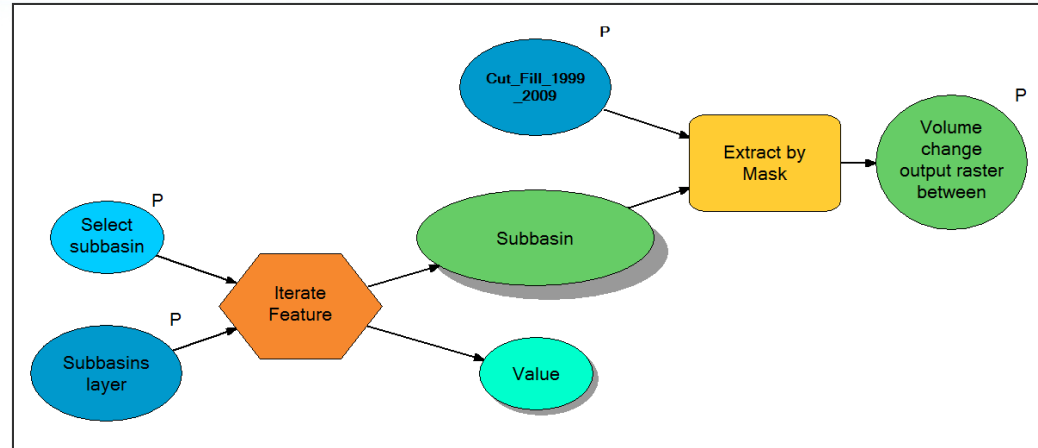 P
Cut_Fill_1999
_2009
P
Extract by
Mask
Volume
change
output raster
between
P
Select
subbasin
Subbasin
Iterate
Feature
P
Subbasins
layer
Value